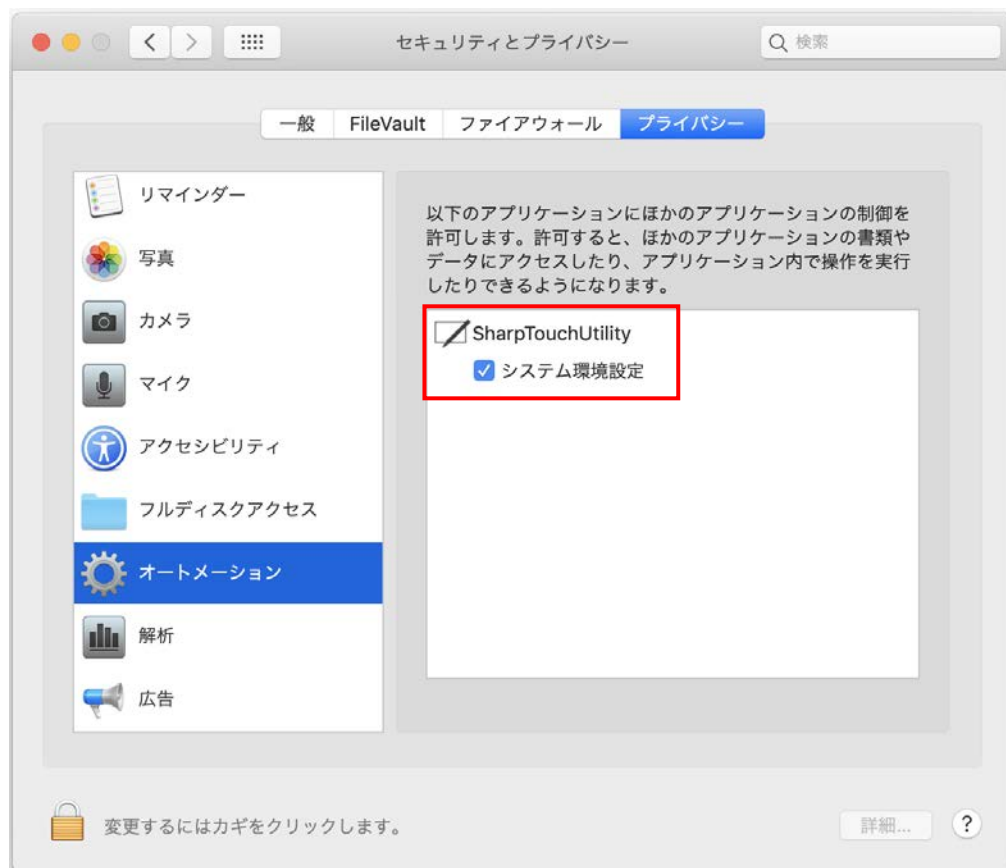 セキュリティとプライバシー
検索
一般
FileVault
ファイアウォール
プライバシー
リマインダー
写真
カメラ
マイク
アクセシビリティ
フルディスクアクセス
オートメーション
解析
広告
以下のアプリケーションにほかのアプリケーションの制御を
許可します。許可すると、ほかのアプリケーションの書類や
データにアクセスしたり、アプリケーション内で操作を実行
したりできるようになります。
SharpTouchUtility
システム環境設定
変更するにはカギをクリックします。
詳細...
?